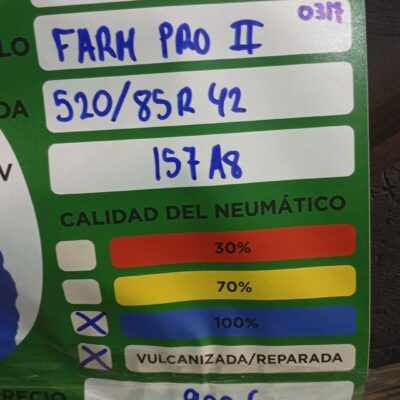 0317
LO FARM PRO II
DA 520/85R 42
V 157 A8
CALIDAD DEL NEUMÁTICO
30%
70%
X 100%
X VULCANIZADA/REPARADA
PRECIO